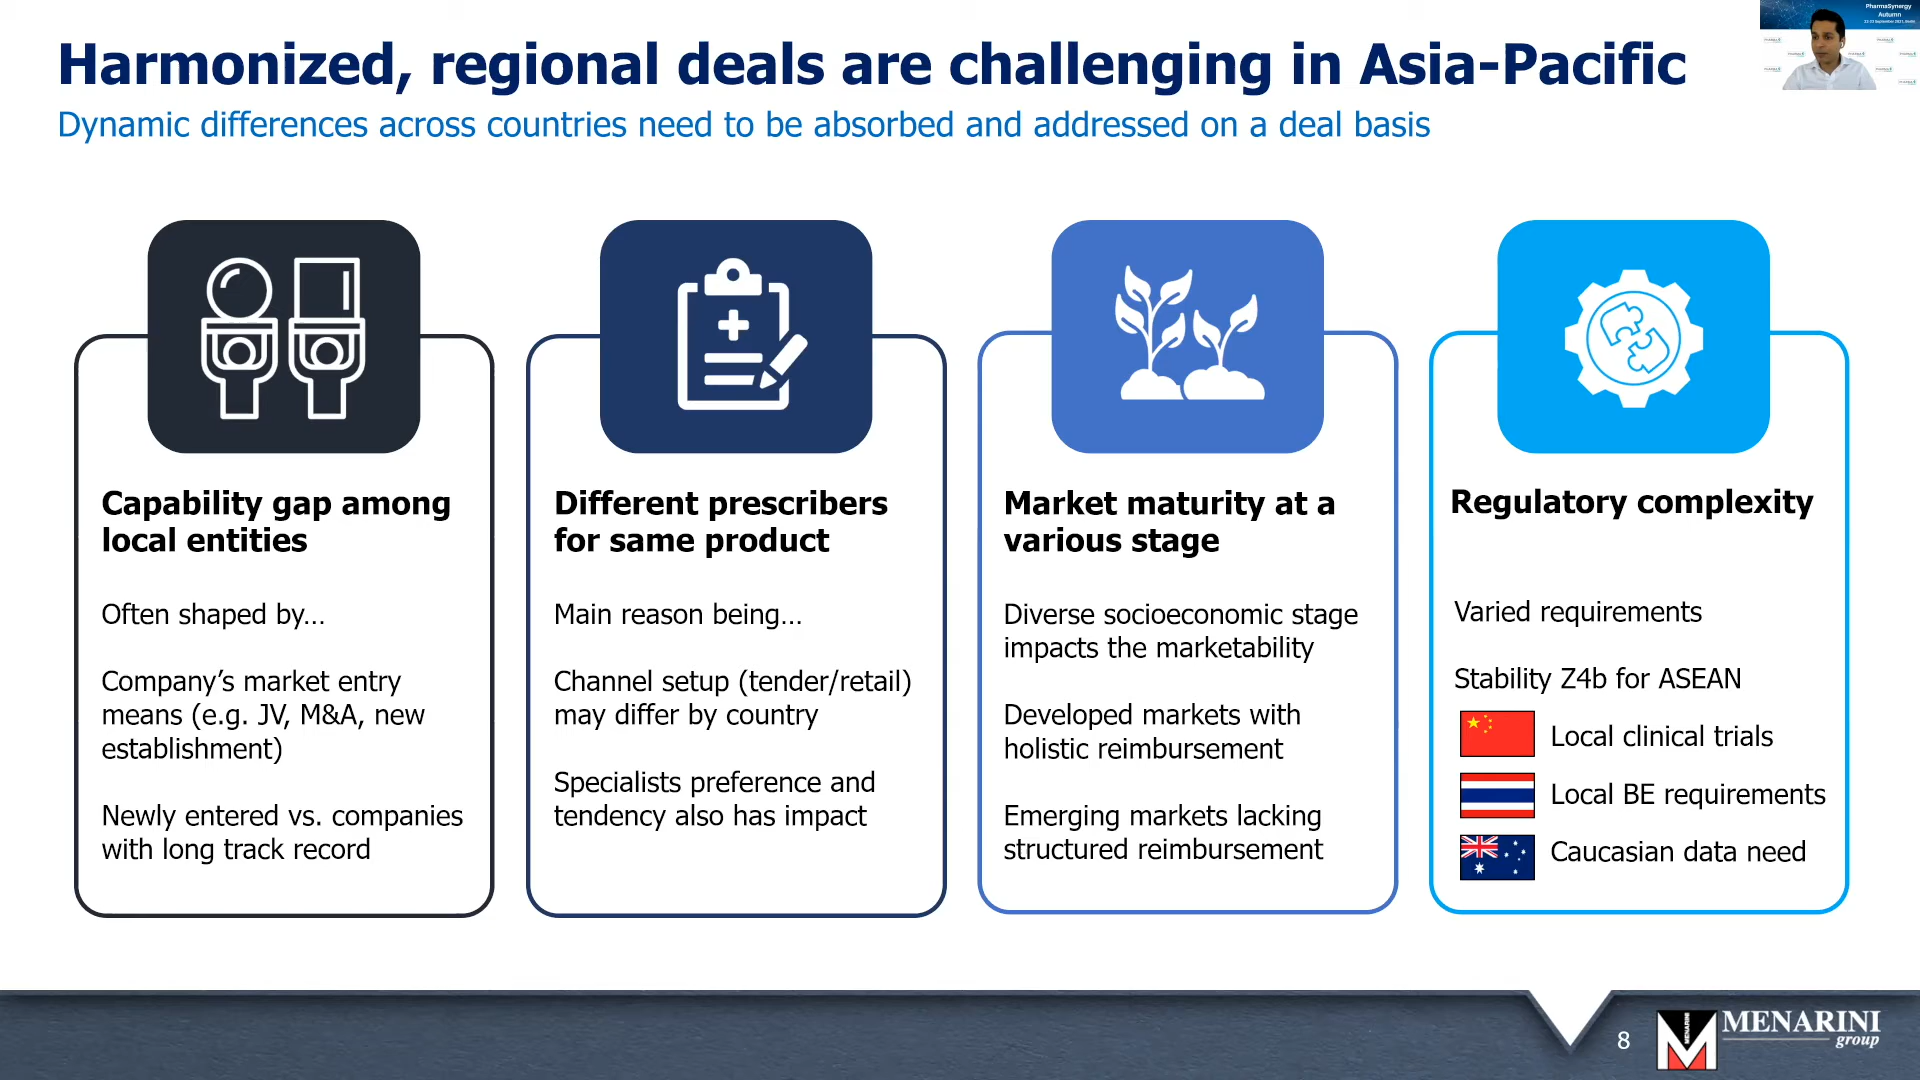 Harmonized, regional deals are challenging in Asia-Pacific
Dynamic differences across countries need to be absorbed and addressed on a deal basis
PharmaSynergy
Autumn
Capability gap among
local entities
Often shaped by…
Company’s market entry
means (e.g. JV, M&A, new
establishment)
Newly entered vs. companies
with long track record
Different prescribers
for same product
Main reason being…
Channel setup (tender/retail)
may differ by country
Specialists preference and
tendency also has impact
Market maturity at a
various stage
Diverse socioeconomic stage
impacts the marketability
Developed markets with
holistic reimbursement
Emerging markets lacking
structured reimbursement
Regulatory complexity
Varied requirements
Stability Z4b for ASEAN
Local clinical trials
Local BE requirements
Caucasian data need
8
MENARINI
MENARINI
group